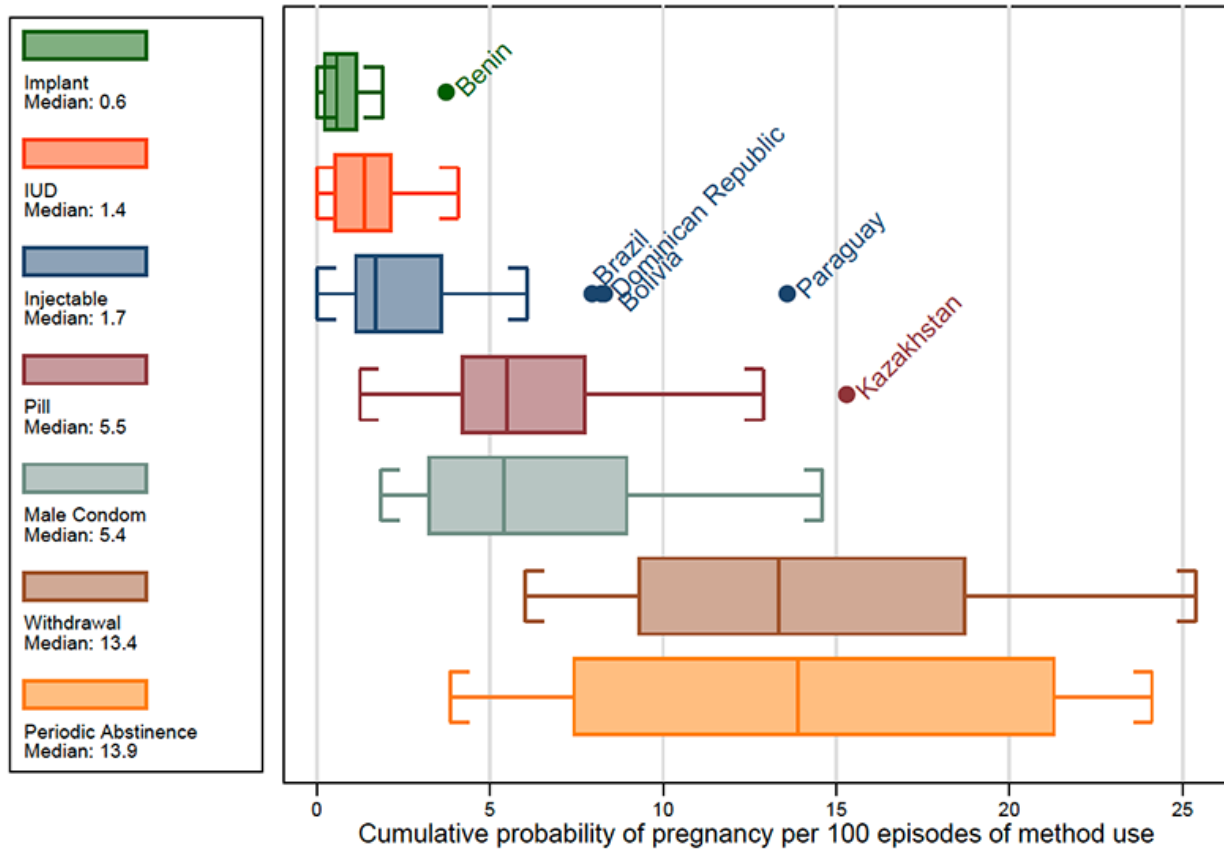 Implant
Median: 0.6
IUD
Median: 1.4
Injectable
Median: 1.7
Pill
Median: 5.5
Male Condom
Median: 5.4
Withdrawal
Median: 13.4
Periodic Abstinence
Median: 13.9
Benin
Brazil
Dominican Republic
Bolivia
Paraguay
Kazakhstan
0 5 10 15 20 25
Cumulative probability of pregnancy per 100 episodes of method use